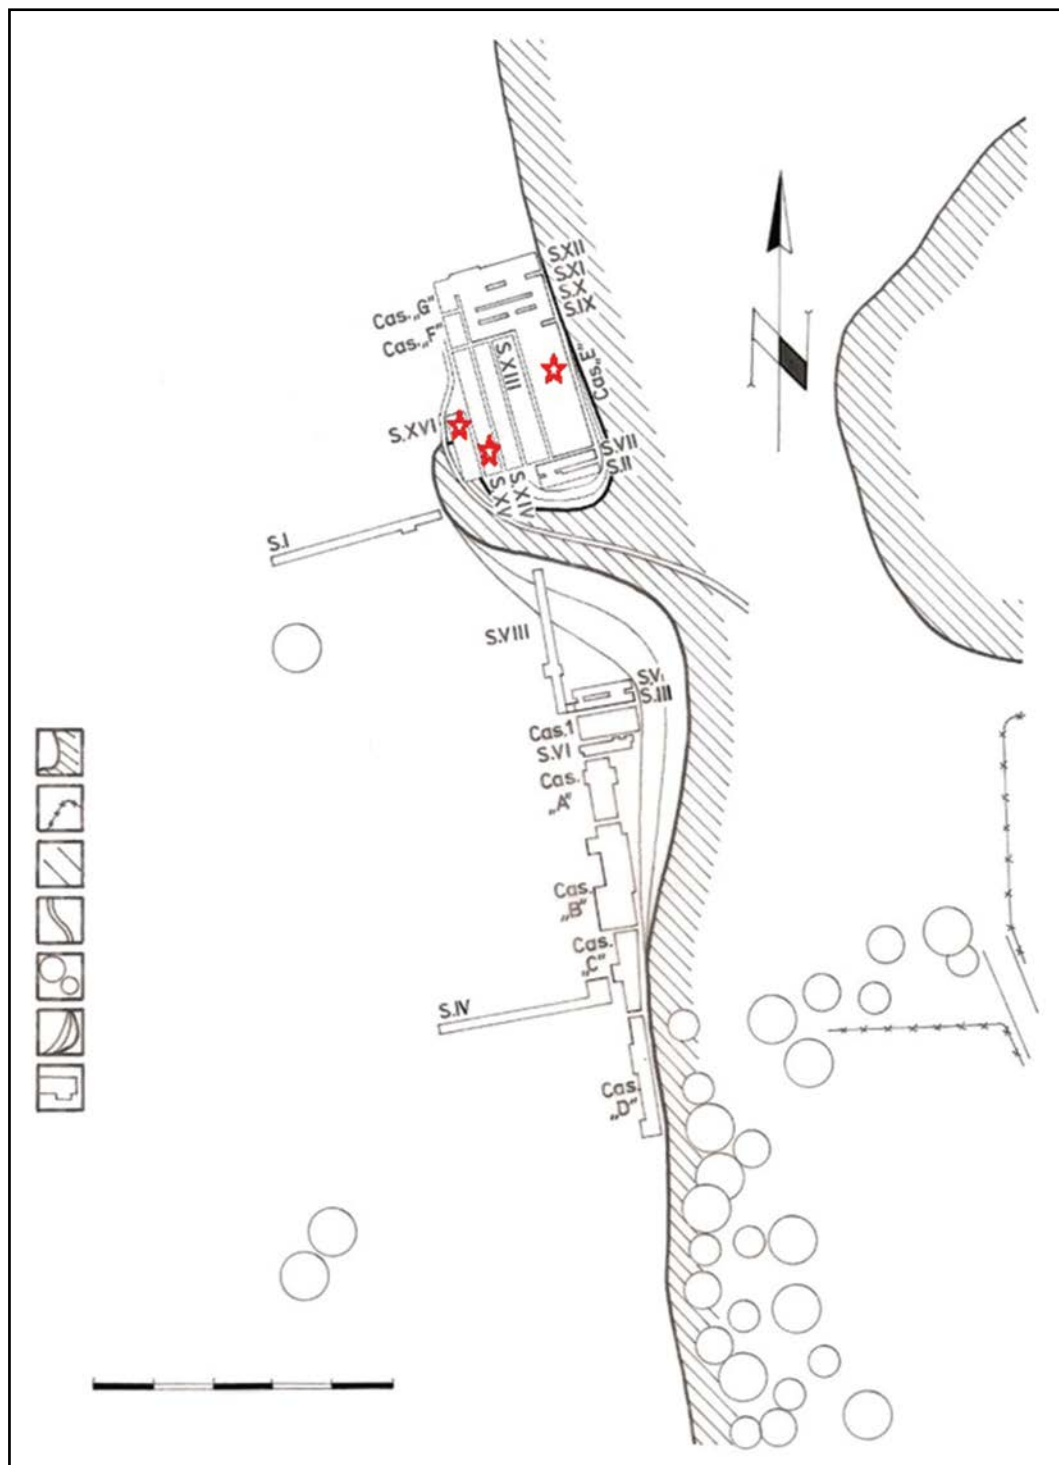 S.XII
S.XI
S.X
S.IX
Cas. „G"
Cas. „F"
S.XIII
Cas. „E"
S.XVI
S.VII
S.II
S.XV
S.XIV
S.I
S.VIII
S.V
S.III
Cas.1
S.VI
Cas.
„A"
Cas.
„B"
Cas.
„C"
S.IV
Cas.
„D"
N